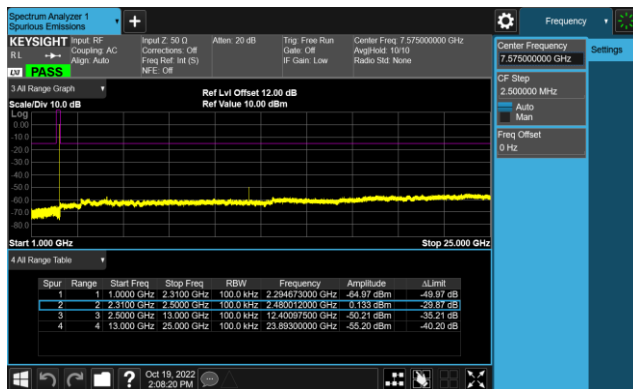 Spectrum Analyzer 1
Spurious Emissions
+
Frequency
KEYSIGHT
Input: RF
Coupling: AC
Align: Auto
Input Z: 50 Ω
Corrections: Off
Freq Ref: Int (S)
NFE: Off
Atten: 20 dB
Trig: Free Run
Gate: Off
IF Gain: Low
Center Freq: 7.575000000 GHz
Avg|Hold: 10/10
Radio Std: None
RL
LXI
PASS
Center Frequency
7.575000000 GHz
Settings
CF Step
2.500000 MHz
Auto
Man
Freq Offset
0 Hz
3 All Range Graph
Scale/Div 10.0 dB
Ref Lvl Offset 12.00 dB
Ref Value 10.00 dBm
Log
0.00
-10.0
-20.0
-30.0
-40.0
-50.0
-60.0
-70.0
-80.0
Start 1.000 GHz
Stop 25.000 GHz
4 All Range Table
Spur Range Start Freq Stop Freq RBW Frequency Amplitude ΔLimit
1 1 1.0000 GHz 2.3100 GHz 100.0 kHz 2.294673000 GHz -64.97 dBm -49.97 dB
2 2 2.3100 GHz 2.5000 GHz 100.0 kHz 2.480012000 GHz 0.133 dBm -29.87 dB
3 3 2.5000 GHz 13.000 GHz 100.0 kHz 12.40097500 GHz -50.21 dBm -35.21 dB
4 4 13.000 GHz 25.000 GHz 100.0 kHz 23.89300000 GHz -55.20 dBm -40.20 dB
?
Oct 19, 2022
2:08:20 PM